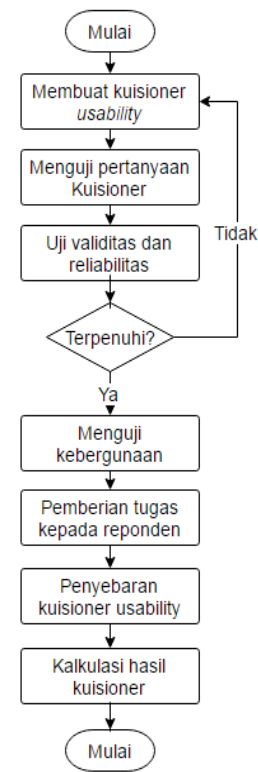 Mulai
Membuat kuisioner
usability
Menguji pertanyaan
Kuisioner
Uji validitas dan
reliabilitas
Tidak
Terpenuhi?
Ya
Menguji
kebergunaan
Pemberian tugas
kepada reponden
Penyebaran
kuisioner usability
Kalkulasi hasil
kuisioner
Mulai